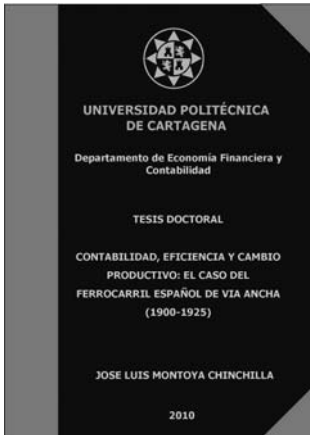 UNIVERSIDAD POLITÉCNICA
DE CARTAGENA
Departamento de Economía Financiera y
Contabilidad
TESIS DOCTORAL
CONTABILIDAD, EFICIENCIA Y CAMBIO
PRODUCTIVO: EL CASO DEL
FERROCARRIL ESPAÑOL DE VIA ANCHA
(1900-1925)
JOSE LUIS MONTOYA CHINCHILLA
2010